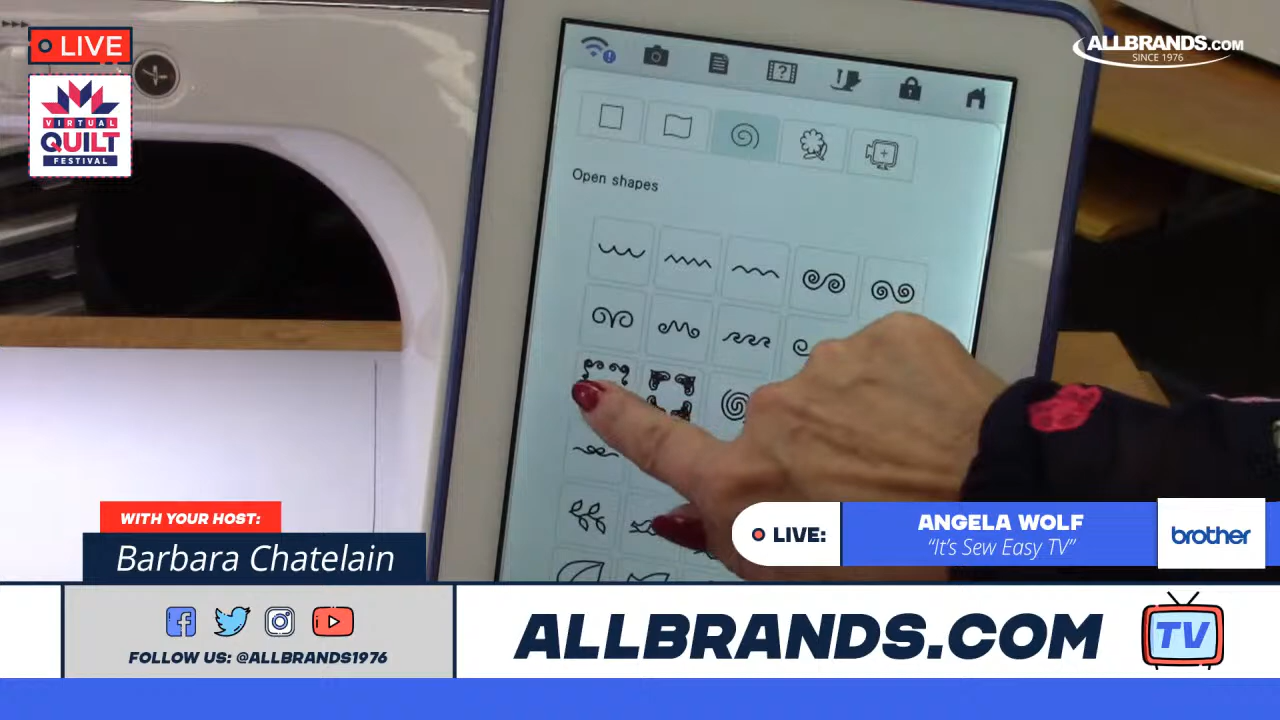 LIVE
VIRTUAL
QUILT
FESTIVAL
ALLBRANDS.COM
SINCE 1976
?
Open shapes
WITH YOUR HOST:
Barbara Chatelain
LIVE:
ANGELA WOLF
"It's Sew Easy TV"
brother
FOLLOW US: @ALLBRANDS1976
ALLBRANDS.COM
TV